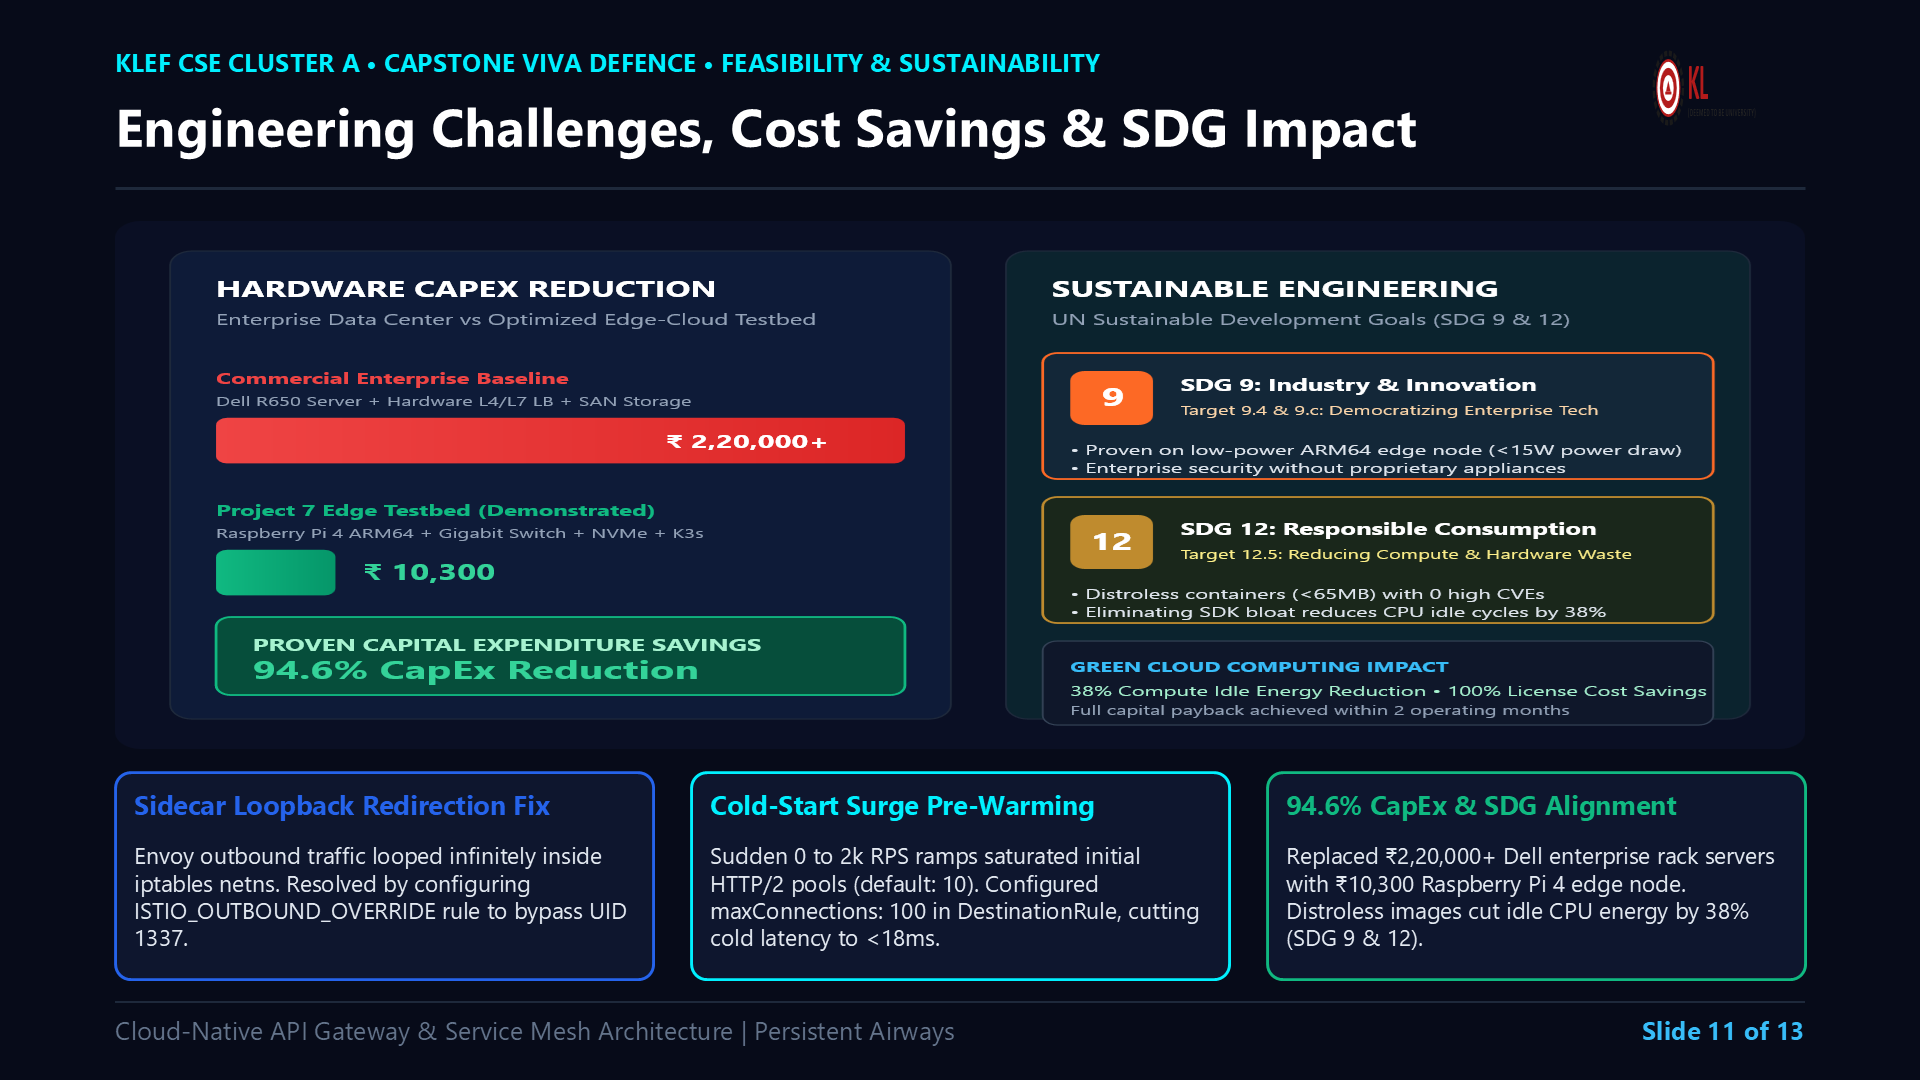 KLEF CSE CLUSTER A • CAPSTONE VIVA DEFENCE • FEASIBILITY & SUSTAINABILITY
Engineering Challenges, Cost Savings & SDG Impact
KL
(DEEMED TO BE UNIVERSITY)
HARDWARE CAPEX REDUCTION
Enterprise Data Center vs Optimized Edge-Cloud Testbed
Commercial Enterprise Baseline
Dell R650 Server + Hardware L4/L7 LB + SAN Storage
₹ 2,20,000+
Project 7 Edge Testbed (Demonstrated)
Raspberry Pi 4 ARM64 + Gigabit Switch + NVMe + K3s
₹ 10,300
PROVEN CAPITAL EXPENDITURE SAVINGS
94.6% CapEx Reduction
SUSTAINABLE ENGINEERING
UN Sustainable Development Goals (SDG 9 & 12)
9
SDG 9: Industry & Innovation
Target 9.4 & 9.c: Democratizing Enterprise Tech
• Proven on low-power ARM64 edge node (<15W power draw)
• Enterprise security without proprietary appliances
12
SDG 12: Responsible Consumption
Target 12.5: Reducing Compute & Hardware Waste
• Distroless containers (<65MB) with 0 high CVEs
• Eliminating SDK bloat reduces CPU idle cycles by 38%
GREEN CLOUD COMPUTING IMPACT
38% Compute Idle Energy Reduction • 100% License Cost Savings
Full capital payback achieved within 2 operating months
Sidecar Loopback Redirection Fix
Envoy outbound traffic looped infinitely inside
iptables netns. Resolved by configuring
ISTIO_OUTBOUND_OVERRIDE rule to bypass UID
1337.
Cold-Start Surge Pre-Warming
Sudden 0 to 2k RPS ramps saturated initial
HTTP/2 pools (default: 10). Configured
maxConnections: 100 in DestinationRule, cutting
cold latency to <18ms.
94.6% CapEx & SDG Alignment
Replaced ₹2,20,000+ Dell enterprise rack servers
with ₹10,300 Raspberry Pi 4 edge node.
Distroless images cut idle CPU energy by 38%
(SDG 9 & 12).
Cloud-Native API Gateway & Service Mesh Architecture | Persistent Airways
Slide 11 of 13